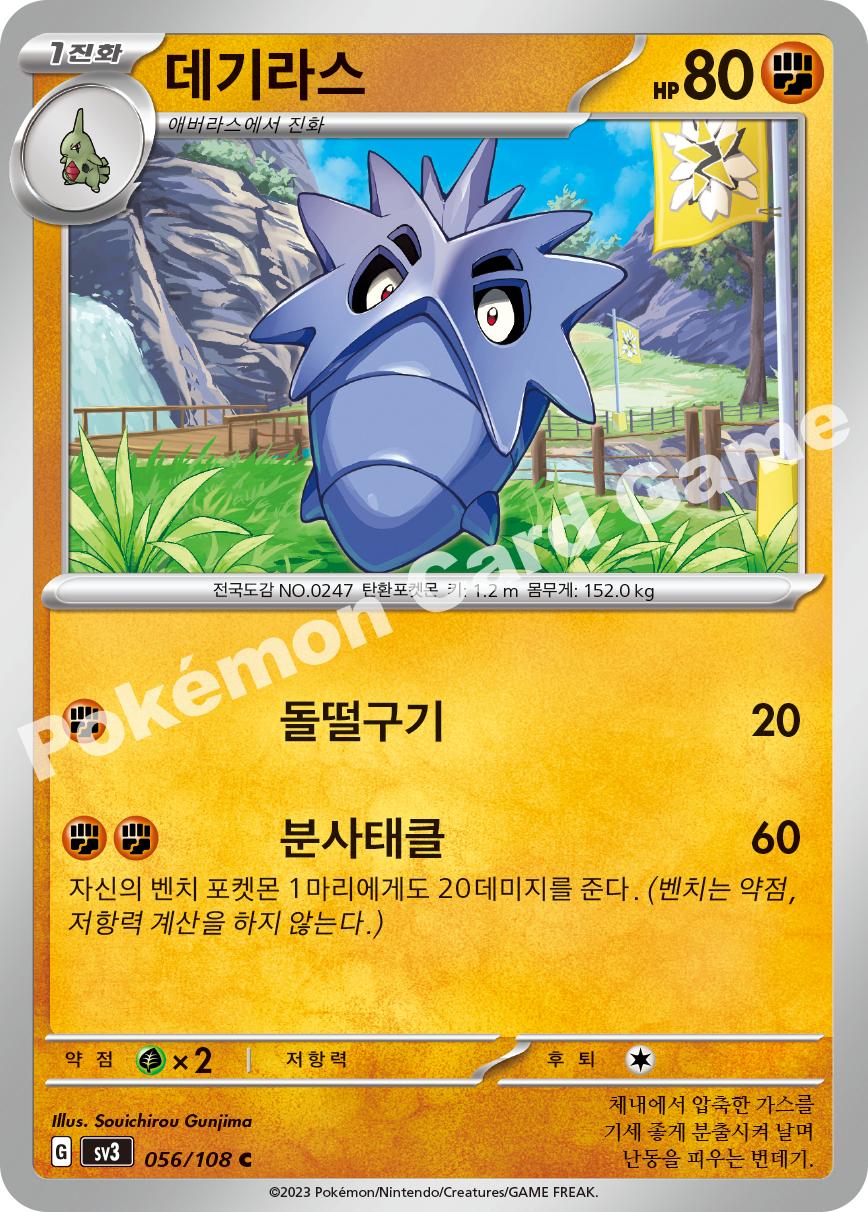 1진화
데기라스
HP 80
애버라스에서 진화
전국도감 NO.0247 탄환포켓몬 키: 1.2 m 몸무게: 152.0 kg
Pokémon Card Game
돌떨구기 20
분사태클 60
자신의 벤치 포켓몬 1마리에게도 20데미지를 준다. (벤치는 약점,
저항력 계산을 하지 않는다.)
약점 ×2 저항력 후퇴
Illus. Souichirou Gunjima
체내에서 압축한 가스를
기세 좋게 분출시켜 날며
난동을 피우는 번데기.
G sv3 056/108 C
©2023 Pokémon/Nintendo/Creatures/GAME FREAK.